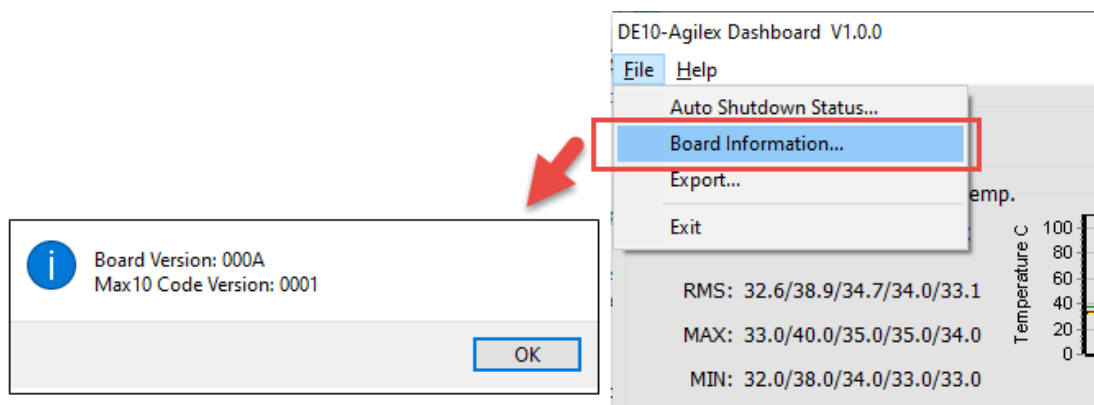 DE10-Agilex Dashboard V1.0.0
File Help
Auto Shutdown Status...
Board Information...
Export...
Exit
emp.
Temperature C
100
80
60
40
20
0
RMS: 32.6/38.9/34.7/34.0/33.1
MAX: 33.0/40.0/35.0/35.0/34.0
MIN: 32.0/38.0/34.0/33.0/33.0
Board Version: 000A
Max10 Code Version: 0001
OK